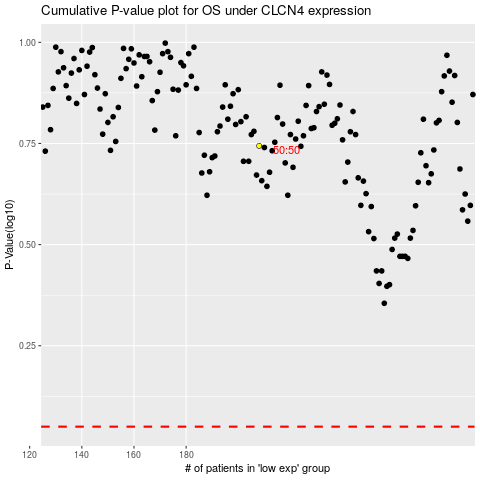 Cumulative P-value plot for OS under CLCN4 expression
1.00
0.75
0.50
0.25
50:50
P-Value(log10)
120 140 160 180
# of patients in 'low exp' group